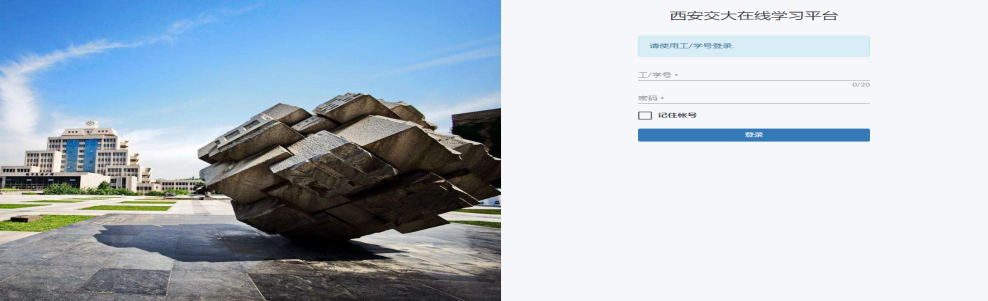 西安交大在线学习平台
请使用工/学号登录.
工/学号 *
0/20
密码 *
记住帐号
登录